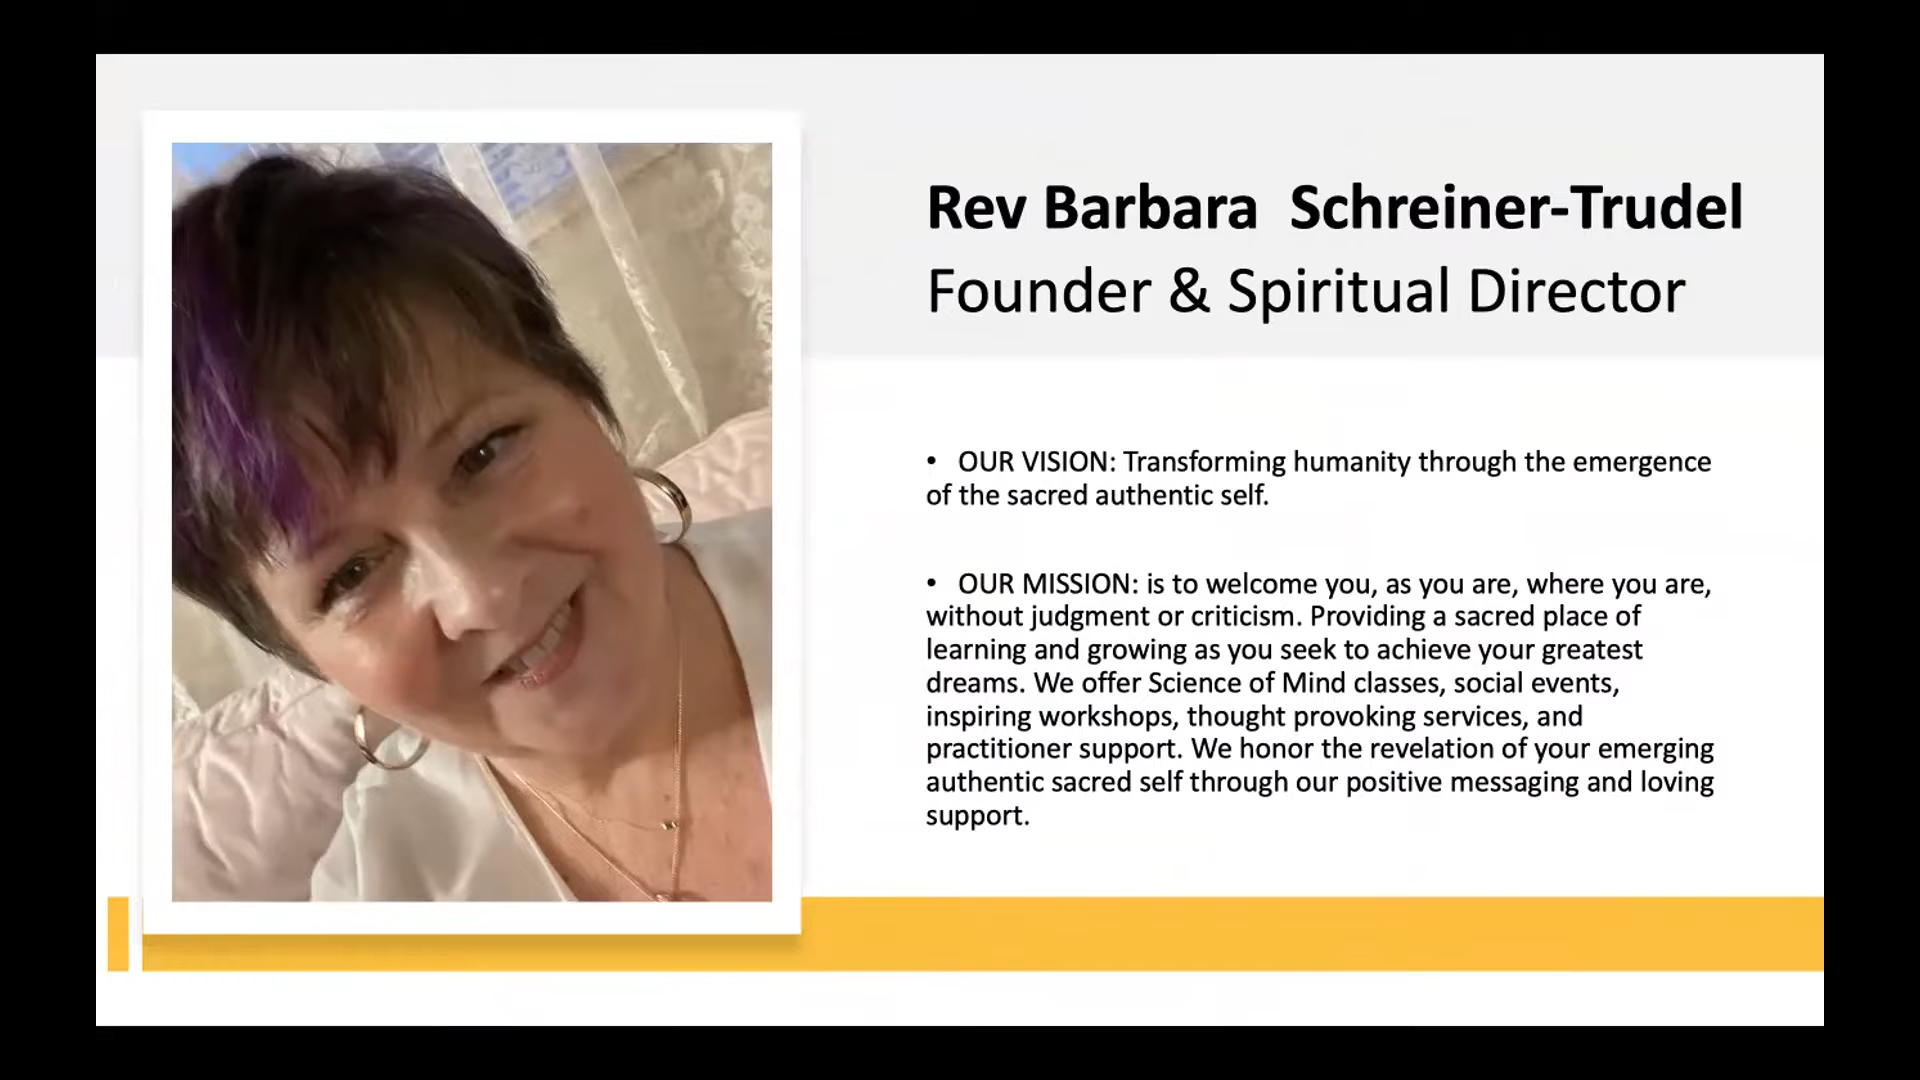 Rev Barbara  Schreiner-Trudel
Founder & Spiritual Director
• OUR VISION: Transforming humanity through the emergence
of the sacred authentic self.
• OUR MISSION: is to welcome you, as you are, where you are,
without judgment or criticism. Providing a sacred place of
learning and growing as you seek to achieve your greatest
dreams. We offer Science of Mind classes, social events,
inspiring workshops, thought provoking services, and
practitioner support. We honor the revelation of your emerging
authentic sacred self through our positive messaging and loving
support.